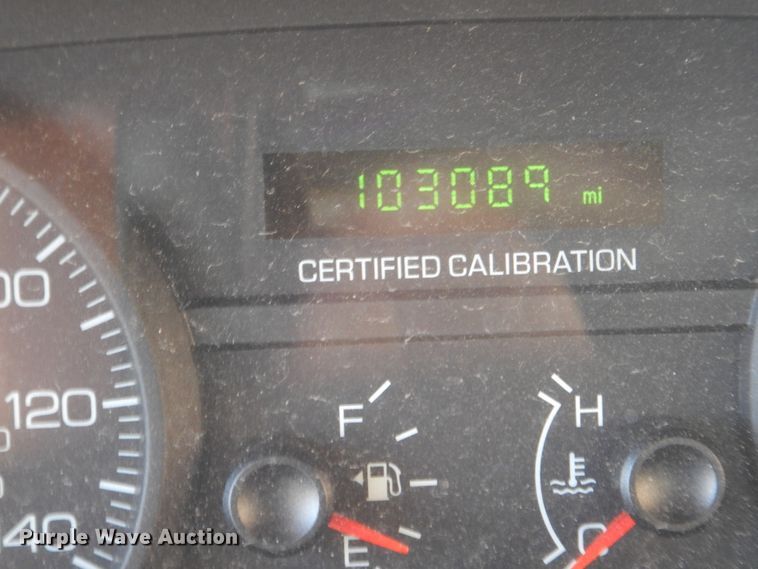 103089 mi
CERTIFIED CALIBRATION
120
F
H
E
C
Purple Wave Auction